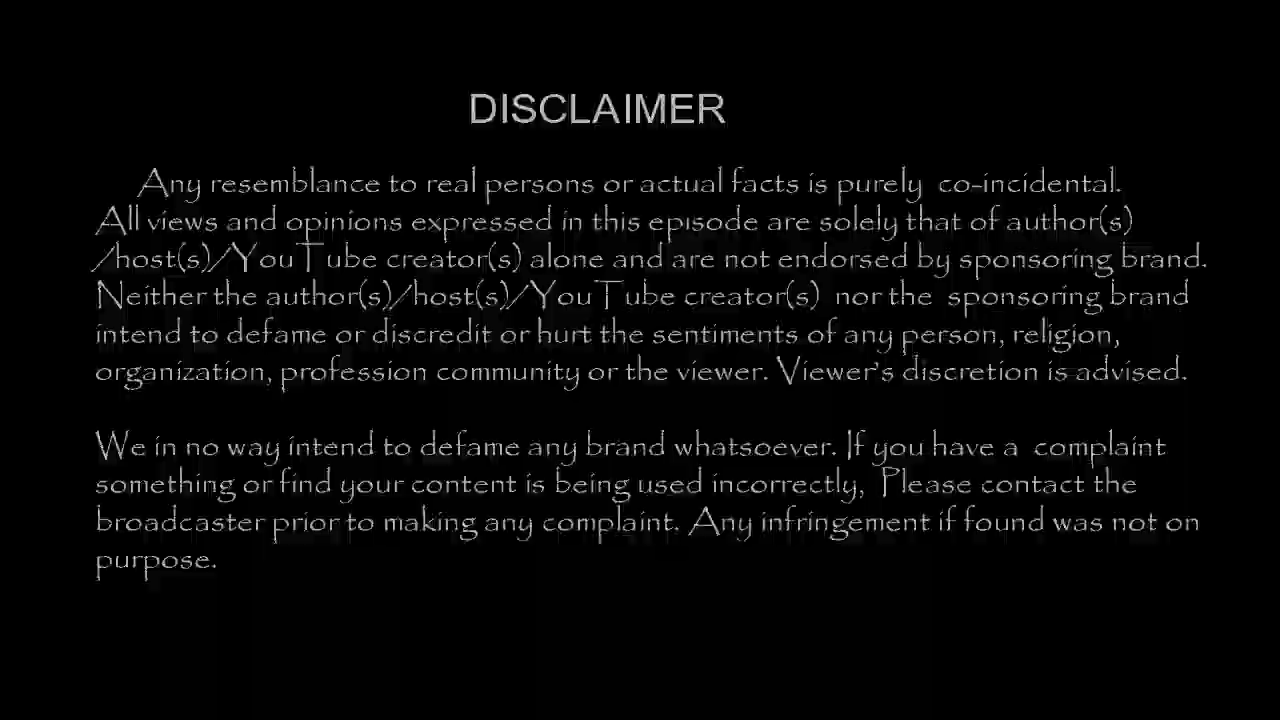 DISCLAIMER
Any resemblance to real persons or actual facts is purely co-incidental.
All views and opinions expressed in this episode are solely that of author(s)
/host(s)/YouTube creator(s) alone and are not endorsed by sponsoring brand.
Neither the author(s)/host(s)/YouTube creator(s) nor the sponsoring brand
intend to defame or discredit or hurt the sentiments of any person, religion,
organization, profession community or the viewer. Viewer's discretion is advised.
We in no way intend to defame any brand whatsoever. If you have a complaint
something or find your content is being used incorrectly, Please contact the
broadcaster prior to making any complaint. Any infringement if found was not on
purpose.